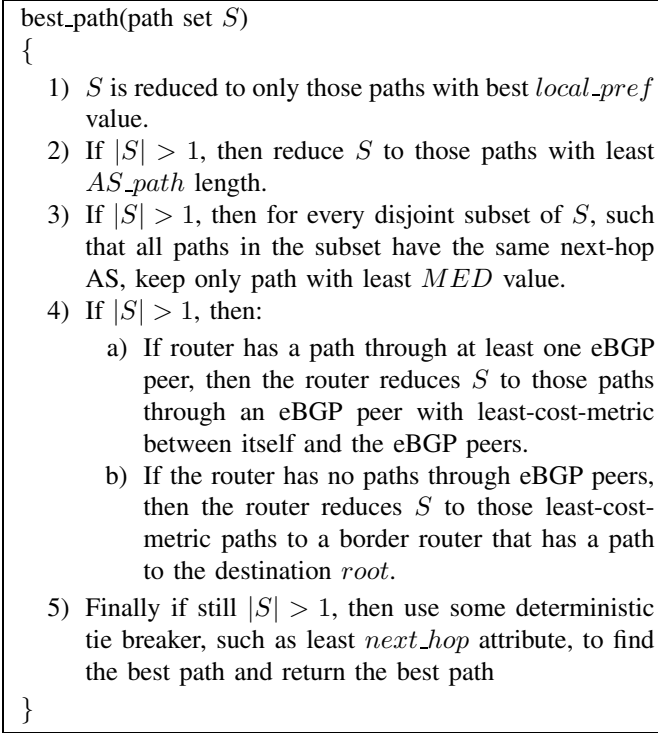 best_path(path set S)
{
1) S is reduced to only those paths with best local_pref
value.
2) If |S| > 1, then reduce S to those paths with least
AS_path length.
3) If |S| > 1, then for every disjoint subset of S, such
that all paths in the subset have the same next-hop
AS, keep only path with least MED value.
4) If |S| > 1, then:
a) If router has a path through at least one eBGP
peer, then the router reduces S to those paths
through an eBGP peer with least-cost-metric
between itself and the eBGP peers.
b) If the router has no paths through eBGP peers,
then the router reduces S to those least-cost-
metric paths to a border router that has a path
to the destination root.
5) Finally if still |S| > 1, then use some deterministic
tie breaker, such as least next_hop attribute, to find
the best path and return the best path
}